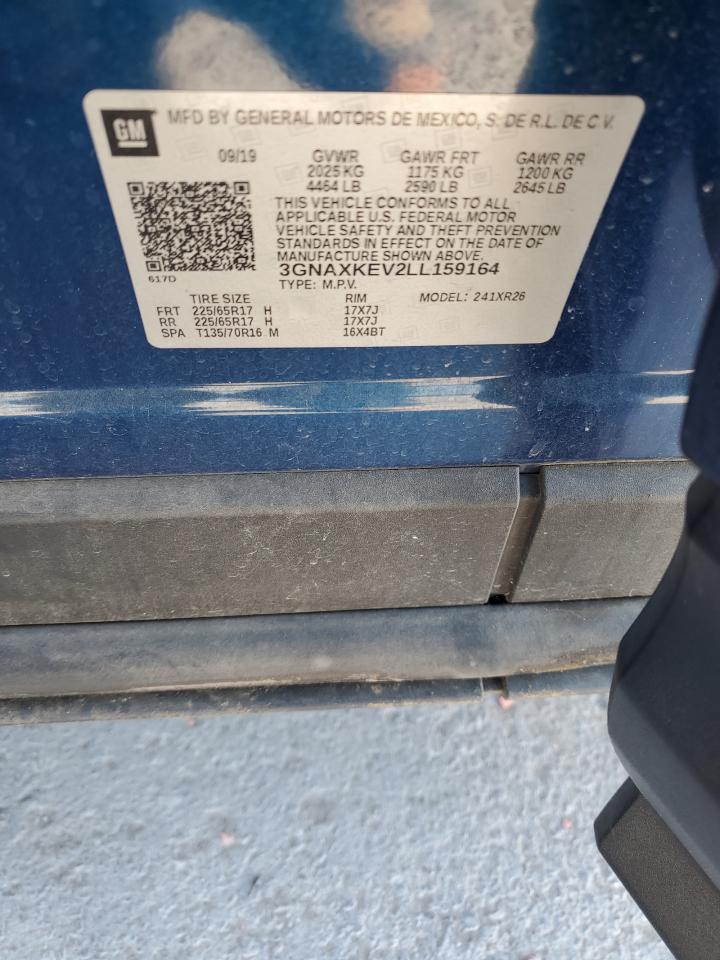 GM
MFD BY GENERAL MOTORS DE MEXICO, S. DE R.L. DE C V.
09/19 GVWR GAWR FRT GAWR RR
2025 KG 1175 KG 1200 KG
4464 LB 2590 LB 2645 LB
THIS VEHICLE CONFORMS TO ALL
APPLICABLE U.S. FEDERAL MOTOR
VEHICLE SAFETY AND THEFT PREVENTION
STANDARDS IN EFFECT ON THE DATE OF
MANUFACTURE SHOWN ABOVE.
617D
3GNAXKEV2LL159164
TYPE: M.P.V.
TIRE SIZE RIM MODEL: 241XR26
FRT 225/65R17 H 17X7J
RR 225/65R17 H 17X7J
SPA T135/70R16 M 16X4BT